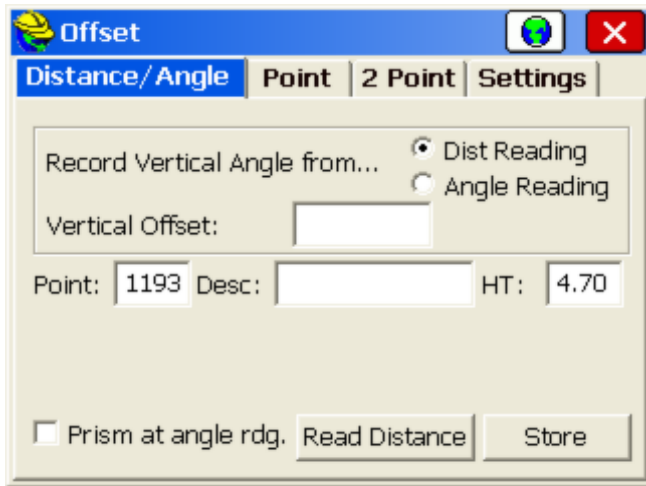 Offset
Distance/Angle Point 2 Point Settings
Record Vertical Angle from... Dist Reading
Angle Reading
Vertical Offset:
Point: 1193 Desc: HT: 4.70
Prism at angle rdg. Read Distance Store